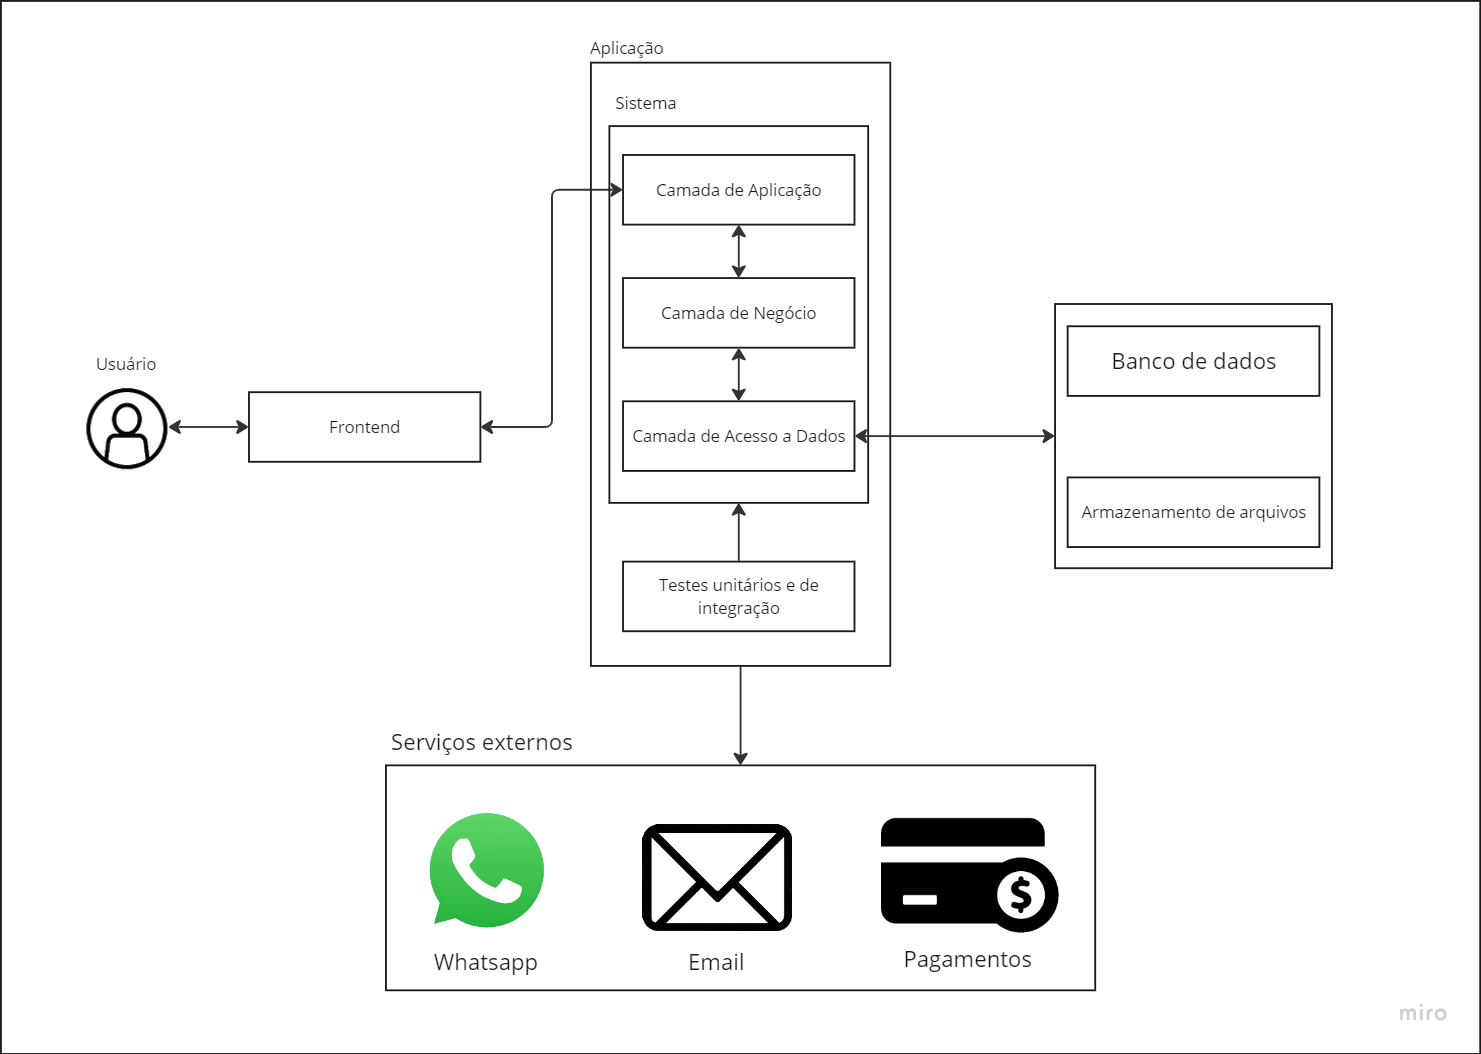 Aplicação
Sistema
Camada de Aplicação
Camada de Negócio
Camada de Acesso a Dados
Testes unitários e de
integração
Usuário
Frontend
Banco de dados
Armazenamento de arquivos
Serviços externos
$
Whatsapp
Email
Pagamentos
miro